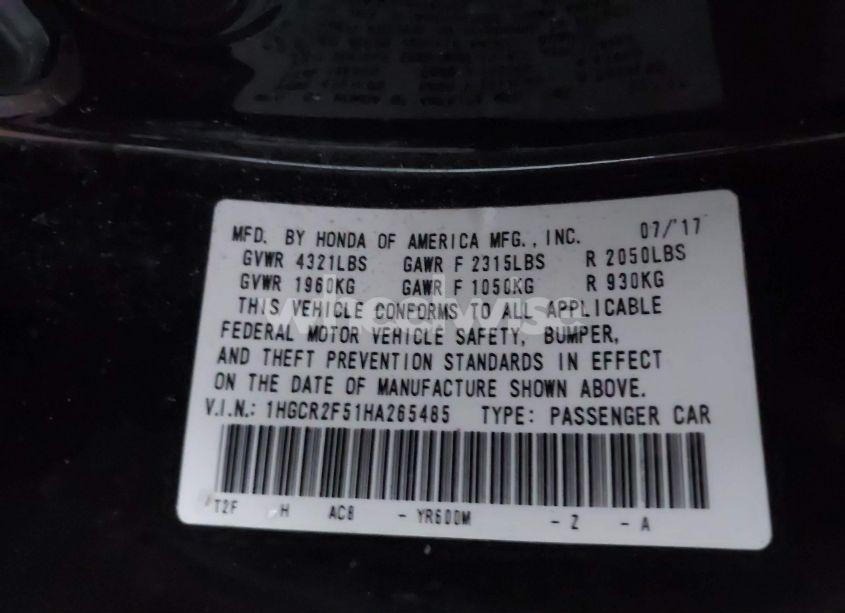 MFD. BY HONDA OF AMERICA MFG., INC. 07/'17
GVWR 4321LBS GAWR F 2315LBS R 2050LBS
GVWR 1960KG GAWR F 1050KG R 930KG
THIS VEHICLE CONFORMS TO ALL APPLICABLE
FEDERAL MOTOR VEHICLE SAFETY, BUMPER,
AND THEFT PREVENTION STANDARDS IN EFFECT
ON THE DATE OF MANUFACTURE SHOWN ABOVE.
V.I.N.: 1HGCR2F51HA265485 TYPE: PASSENGER CAR
T2F H AC8 - YR600M - Z - A